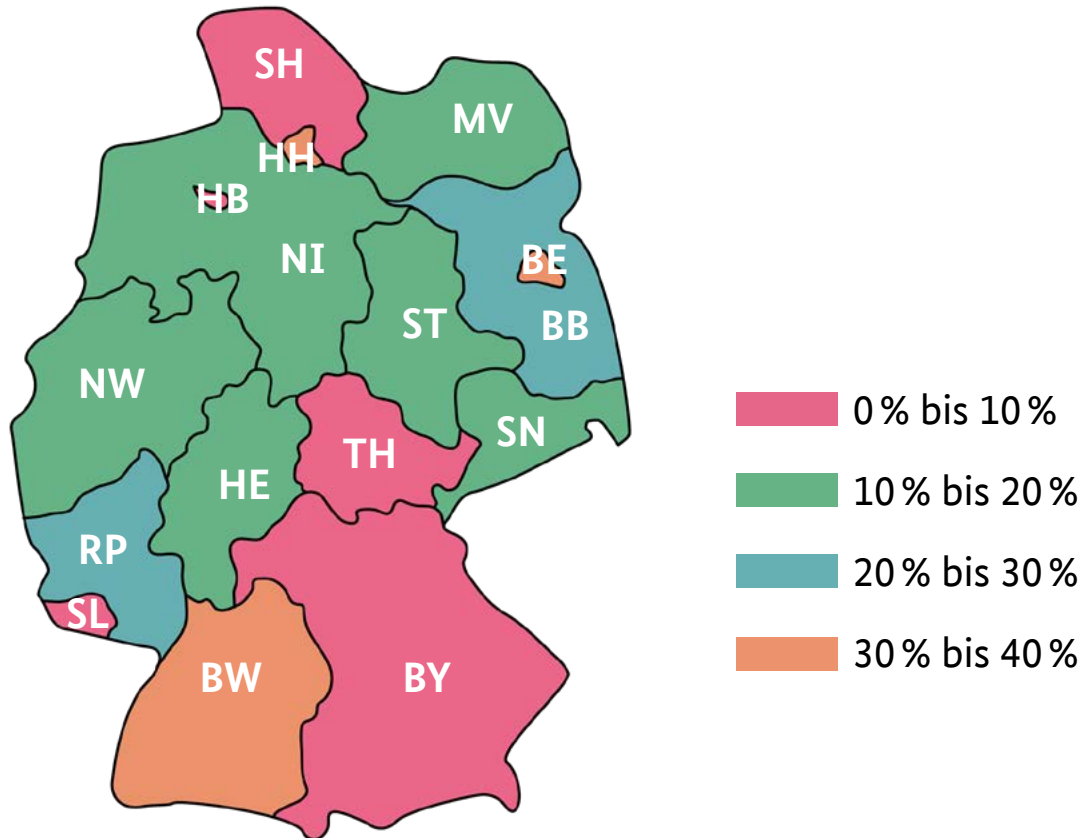 SH
MV
HH
HB
NI
BE
ST
BB
NW
SN
TH
HE
RP
SL
BW
BY
0 % bis 10 %
10 % bis 20 %
20 % bis 30 %
30 % bis 40 %